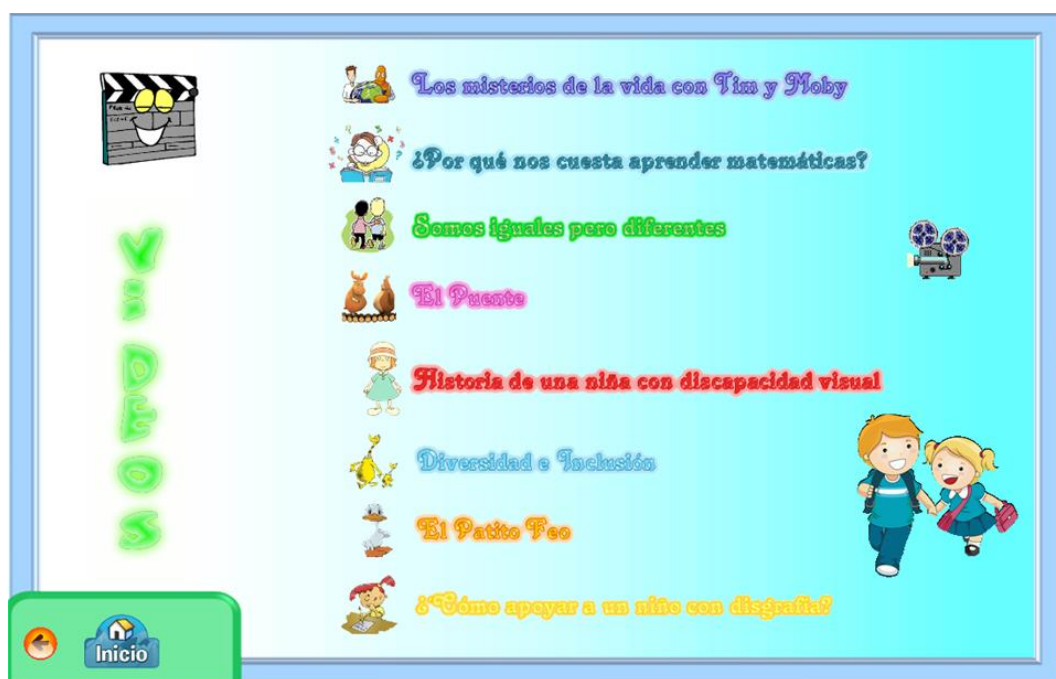 Los misterios de la vida con Tim y Moby
¿Por qué nos cuesta aprender matemáticas?
Somos iguales pero diferentes
El Puente
Historia de una niña con discapacidad visual
Diversidad e Inclusión
El Patito Feo
¿Cómo apoyar a un niño con disgrafia?
ViDEOS
Inicio